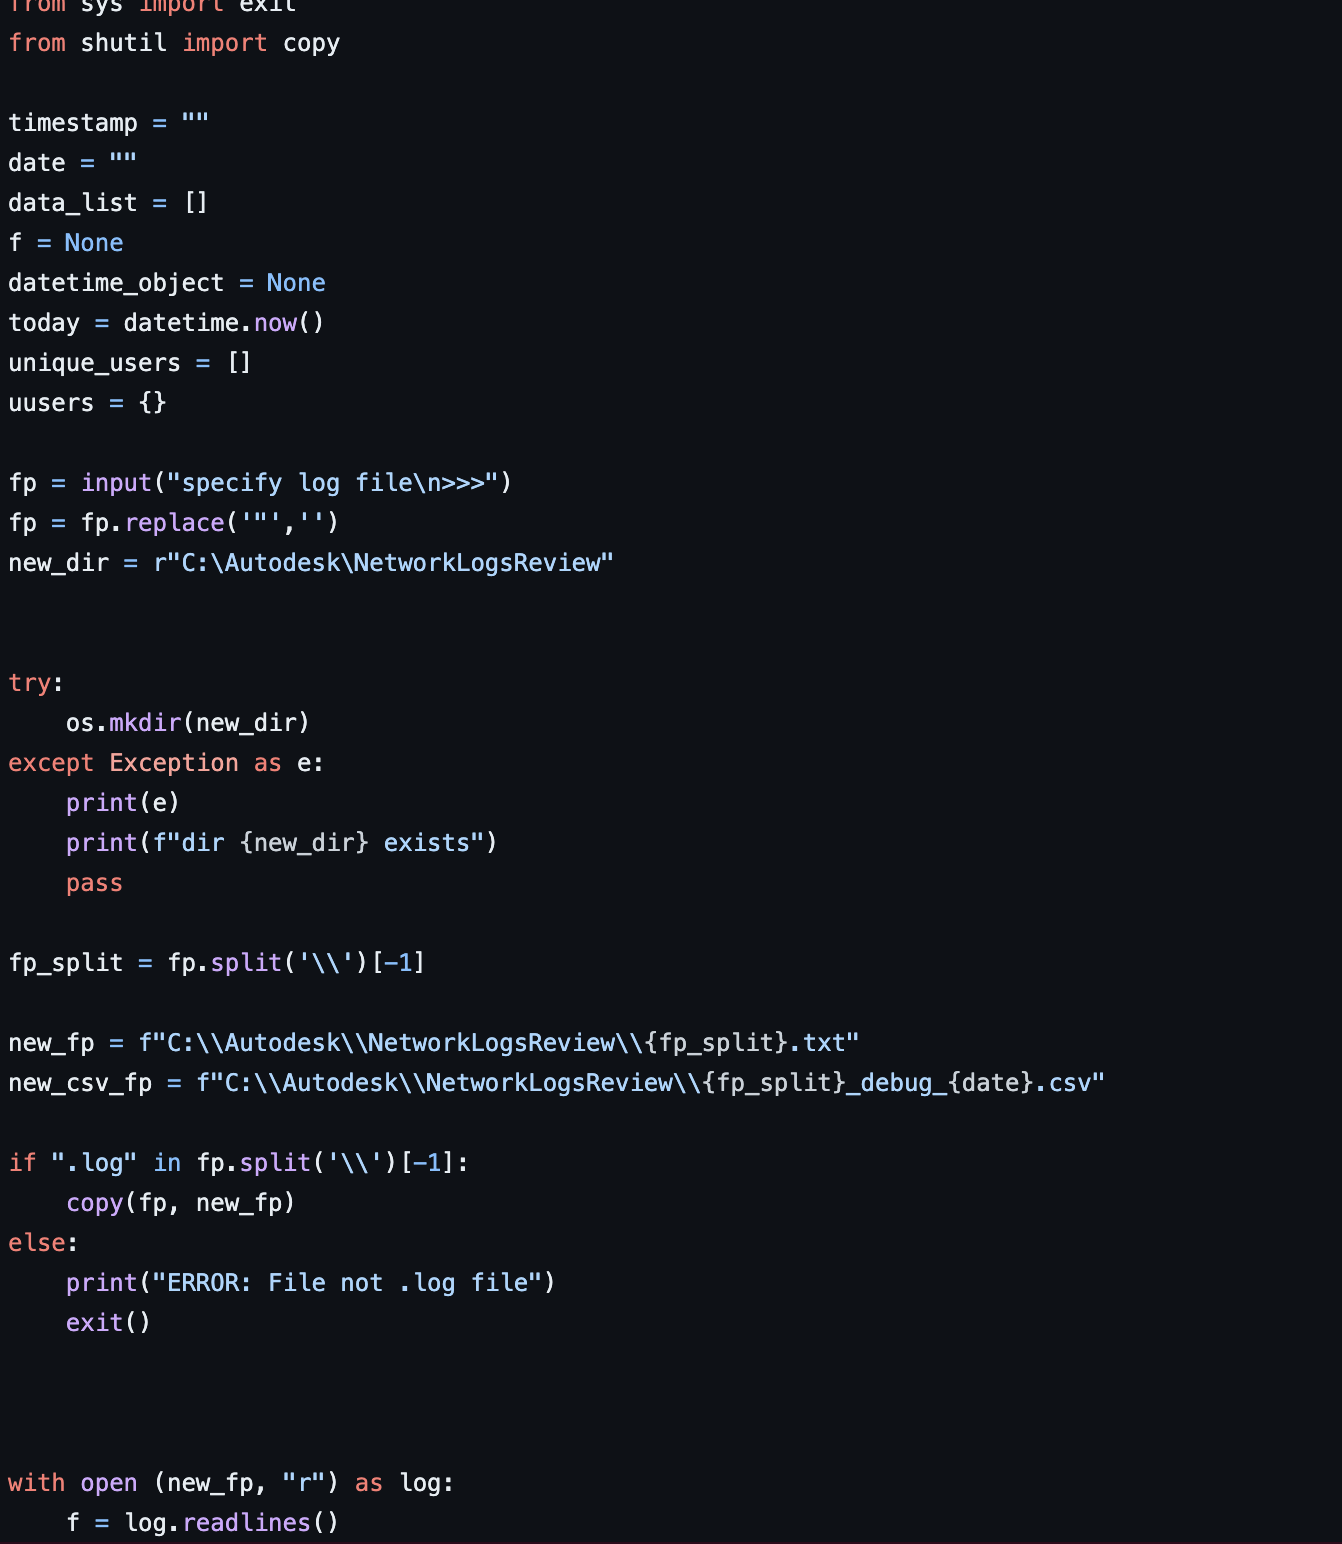 from sys import exit
from shutil import copy
timestamp = ""
date = ""
data_list = []
f = None
datetime_object = None
today = datetime.now()
unique_users = []
uusers = {}
fp = input("specify log file\n>>>")
fp = fp.replace('"','')
new_dir = r"C:\Autodesk\NetworkLogsReview"
try:
    os.mkdir(new_dir)
except Exception as e:
    print(e)
    print(f"dir {new_dir} exists")
    pass
fp_split = fp.split('\\')[-1]
new_fp = f"C:\\Autodesk\\NetworkLogsReview\\{fp_split}.txt"
new_csv_fp = f"C:\\Autodesk\\NetworkLogsReview\\{fp_split}_debug_{date}.csv"
if ".log" in fp.split('\\')[-1]:
    copy(fp, new_fp)
else:
    print("ERROR: File not .log file")
    exit()
with open (new_fp, "r") as log:
    f = log.readlines()